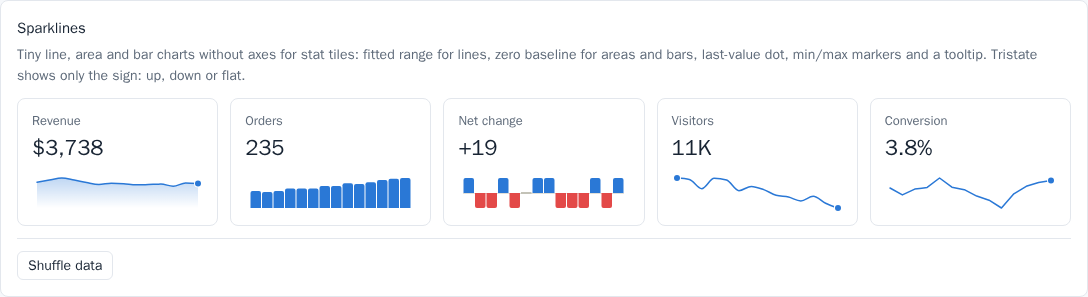 Sparklines
Tiny line, area and bar charts without axes for stat tiles: fitted range for lines, zero baseline for areas and bars, last-value dot, min/max markers and a tooltip. Tristate
shows only the sign: up, down or flat.
Revenue
$3,738
Orders
235
Net change
+19
Visitors
11K
Conversion
3.8%
Shuffle data